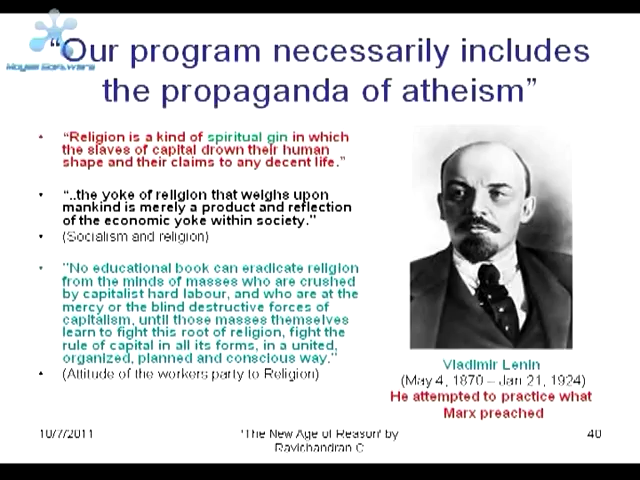 “Our program necessarily includes
the propaganda of atheism”
• “Religion is a kind of spiritual gin in which
the slaves of capital drown their human
shape and their claims to any decent life.”
• “..the yoke of religion that weighs upon
mankind is merely a product and reflection
of the economic yoke within society.”
• (Socialism and religion)
• "No educational book can eradicate religion
from the minds of masses who are crushed
by capitalist hard labour, and who are at the
mercy or the blind destructive forces of
capitalism, until those masses themselves
learn to fight this root of religion, fight the
rule of capital in all its forms, in a united,
organized, planned and conscious way."
• (Attitude of the workers party to Religion)
Vladimir Lenin
(May 4, 1870 – Jan 21, 1924)
He attempted to practice what
Marx preached
10/7/2011
'The New Age of Reason' by
Ravichandran C
40